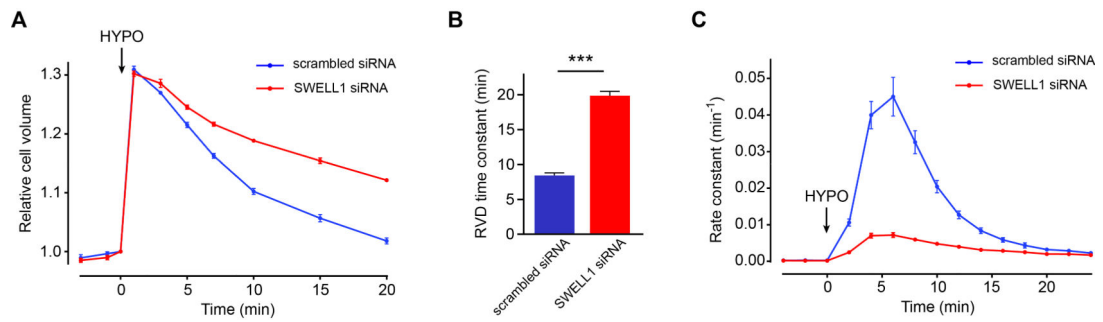 A
HYPO
scrambled siRNA
SWELL1 siRNA
1.3
1.2
1.1
1.0
Relative cell volume
0
5
10
15
20
Time (min)
B
***
RVD time constant (min)
20
10
0
scrambled siRNA
SWELL1 siRNA
C
scrambled siRNA
SWELL1 siRNA
0.05
0.04
0.03
0.02
0.01
0.00
Rate constant (min⁻¹)
HYPO
0
5
10
15
20
Time (min)